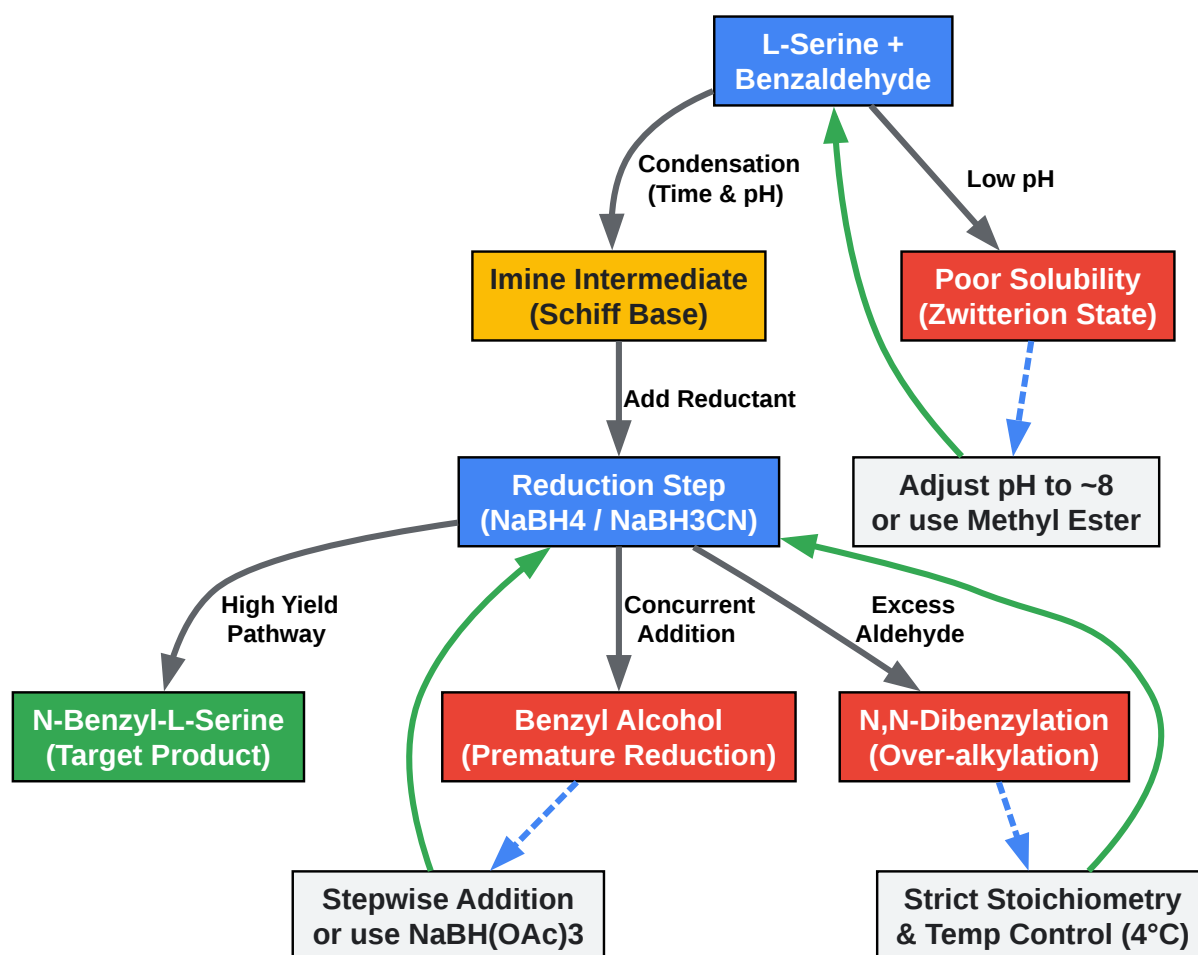 L-Serine +
Benzaldehyde
Condensation
(Time & pH)
Low pH
Imine Intermediate
(Schiff Base)
Poor Solubility
(Zwitterion State)
Add Reductant
Reduction Step
(NaBH4 / NaBH3CN)
Adjust pH to ~8
or use Methyl Ester
High Yield
Pathway
Concurrent
Addition
Excess
Aldehyde
N-Benzyl-L-Serine
(Target Product)
Benzyl Alcohol
(Premature Reduction)
N,N-Dibenzylation
(Over-alkylation)
Stepwise Addition
or use NaBH(OAc)3
Strict Stoichiometry
& Temp Control (4°C)